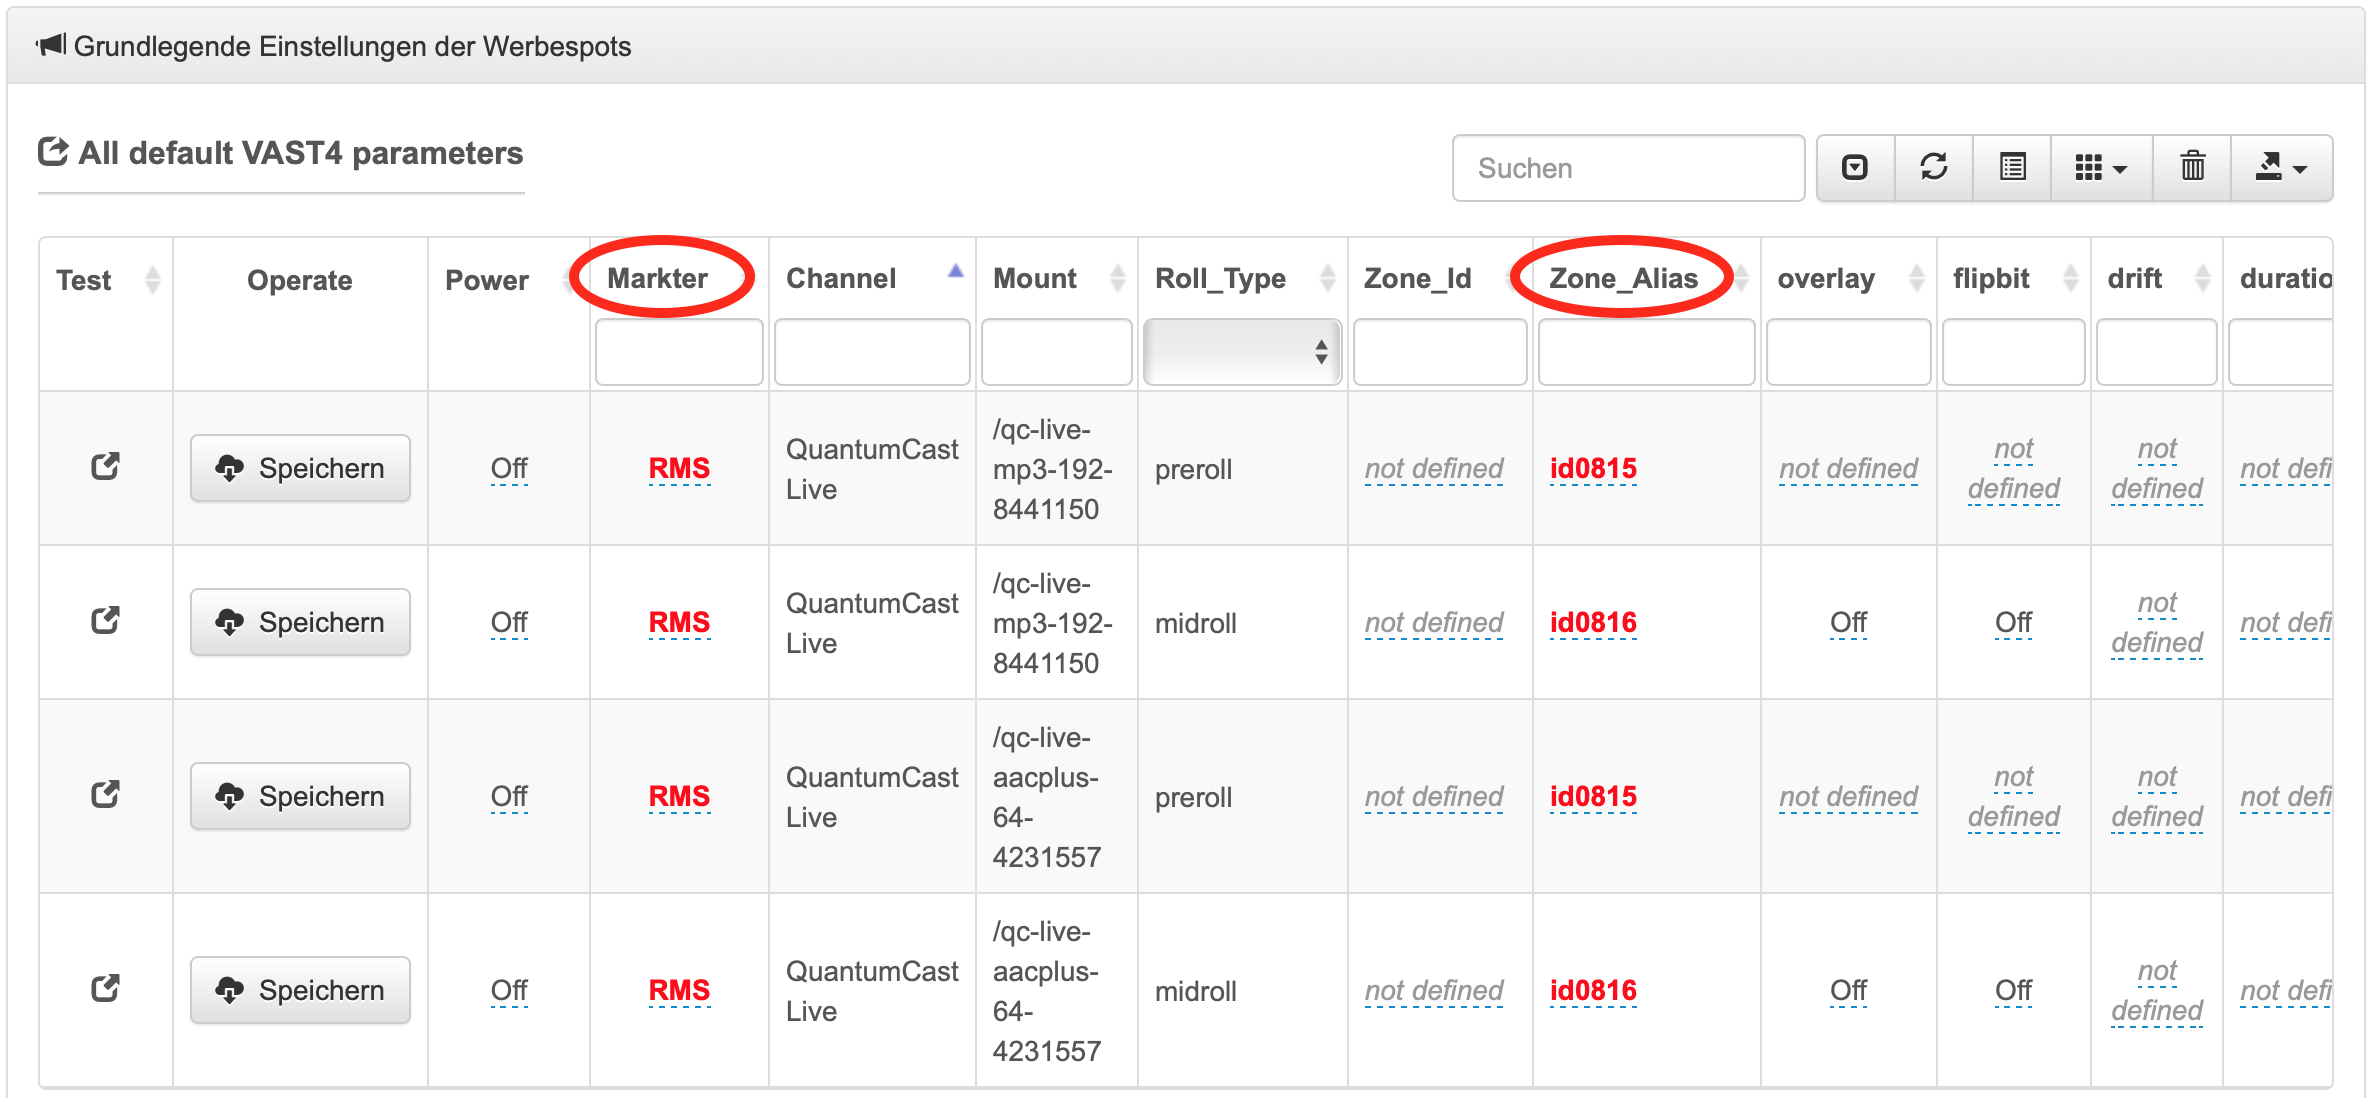 Grundlegende Einstellungen der Werbespots
All default VAST4 parameters
Suchen
Test Operate Power Markter Channel Mount Roll_Type Zone_Id Zone_Alias overlay flipbit drift duratio
Speichern Off RMS QuantumCast Live /qc-live-mp3-192-8441150 preroll not defined id0815 not defined not defined not defined not defi
Speichern Off RMS QuantumCast Live /qc-live-mp3-192-8441150 midroll not defined id0816 Off Off not defined not defi
Speichern Off RMS QuantumCast Live /qc-live-aacplus-64-4231557 preroll not defined id0815 not defined not defined not defined not defi
Speichern Off RMS QuantumCast Live /qc-live-aacplus-64-4231557 midroll not defined id0816 Off Off not defined not defi